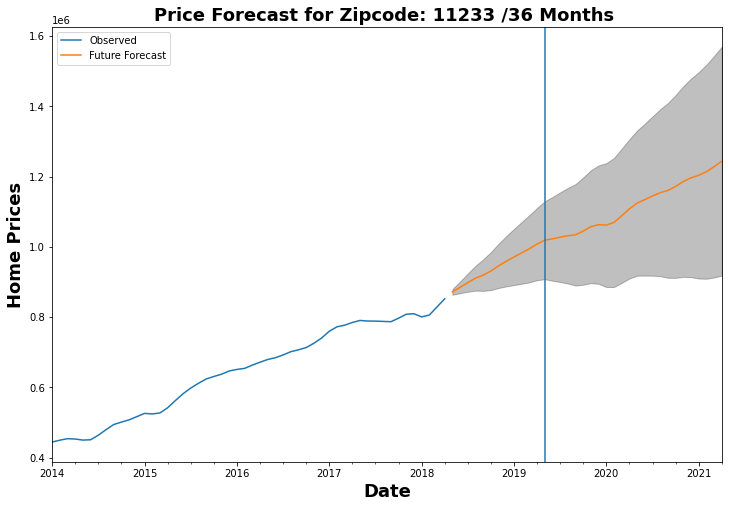 Price Forecast for Zipcode: 11233 /36 Months
1e6
Observed
Future Forecast
1.6
1.4
1.2
1.0
0.8
0.6
0.4
Home Prices
2014 2015 2016 2017 2018 2019 2020 2021
Date